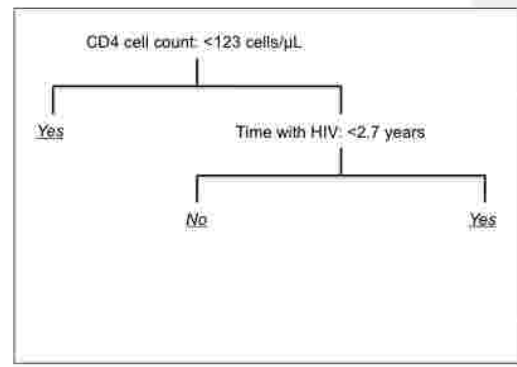 CD4 cell count: <123 cells/µL
Yes
Time with HIV: <2.7 years
No
Yes